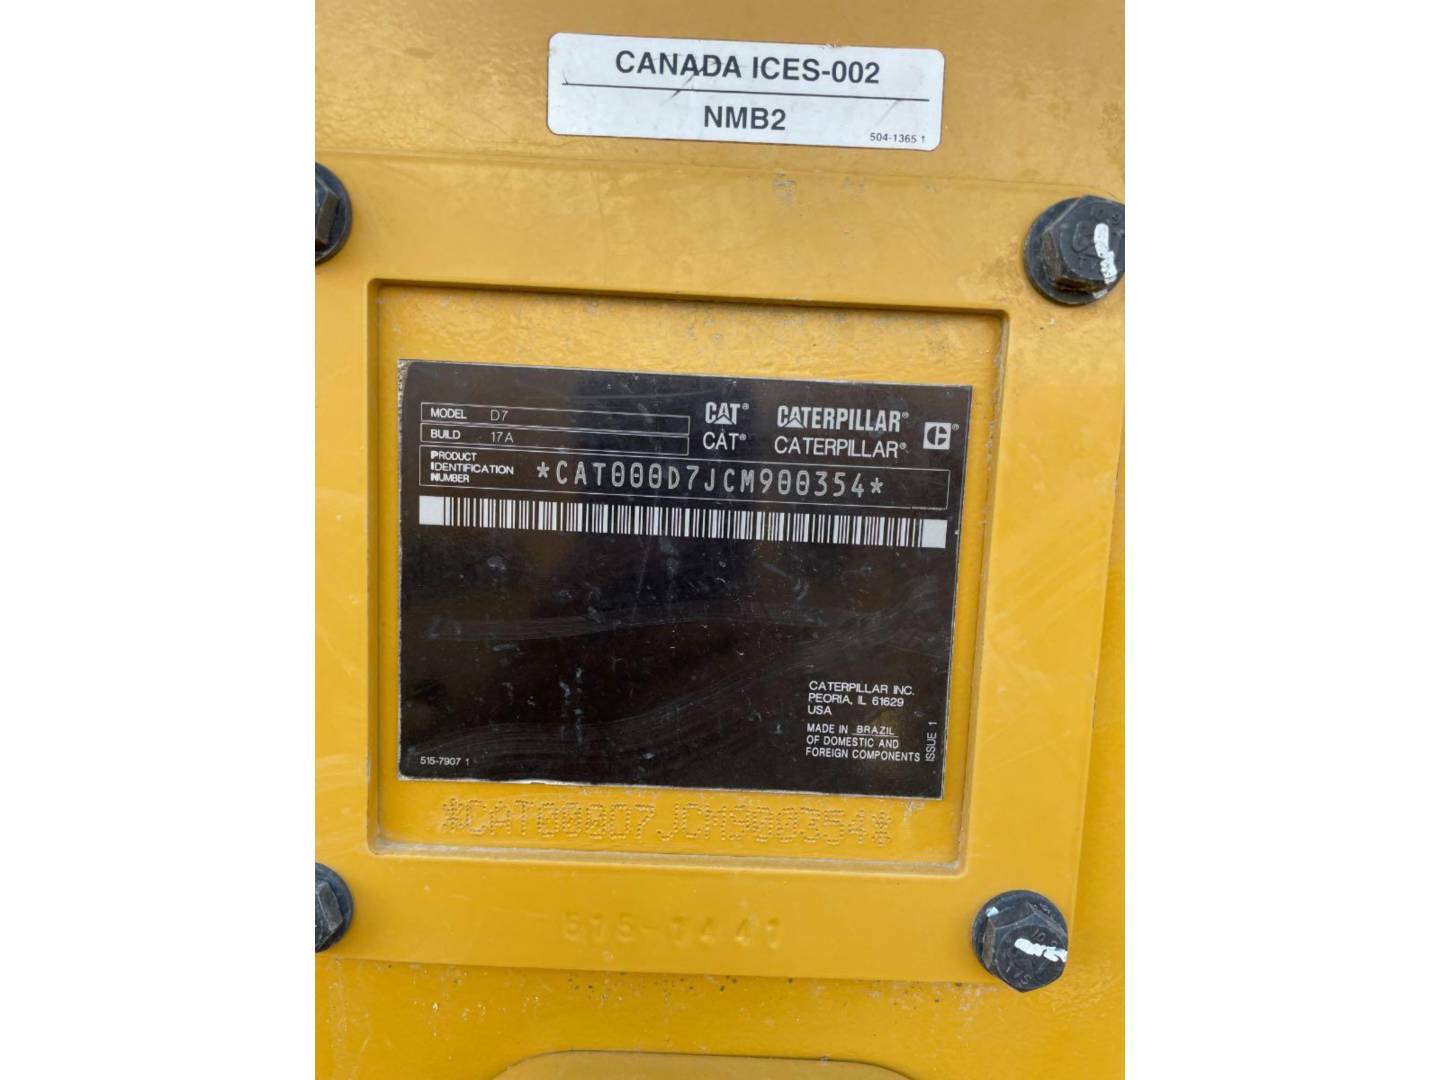 CANADA ICES-002
NMB2
504-1365 1
MODEL D7
BUILD 17A
CAT® CATERPILLAR®
CAT® CATERPILLAR®
PRODUCT
IDENTIFICATION
NUMBER
*CAT000D7JCM900354*
CATERPILLAR INC.
PEORIA, IL 61629
USA
MADE IN BRAZIL
OF DOMESTIC AND
FOREIGN COMPONENTS
ISSUE 1
515-7907 1
*CAT000D7JCM900354*
515-1441